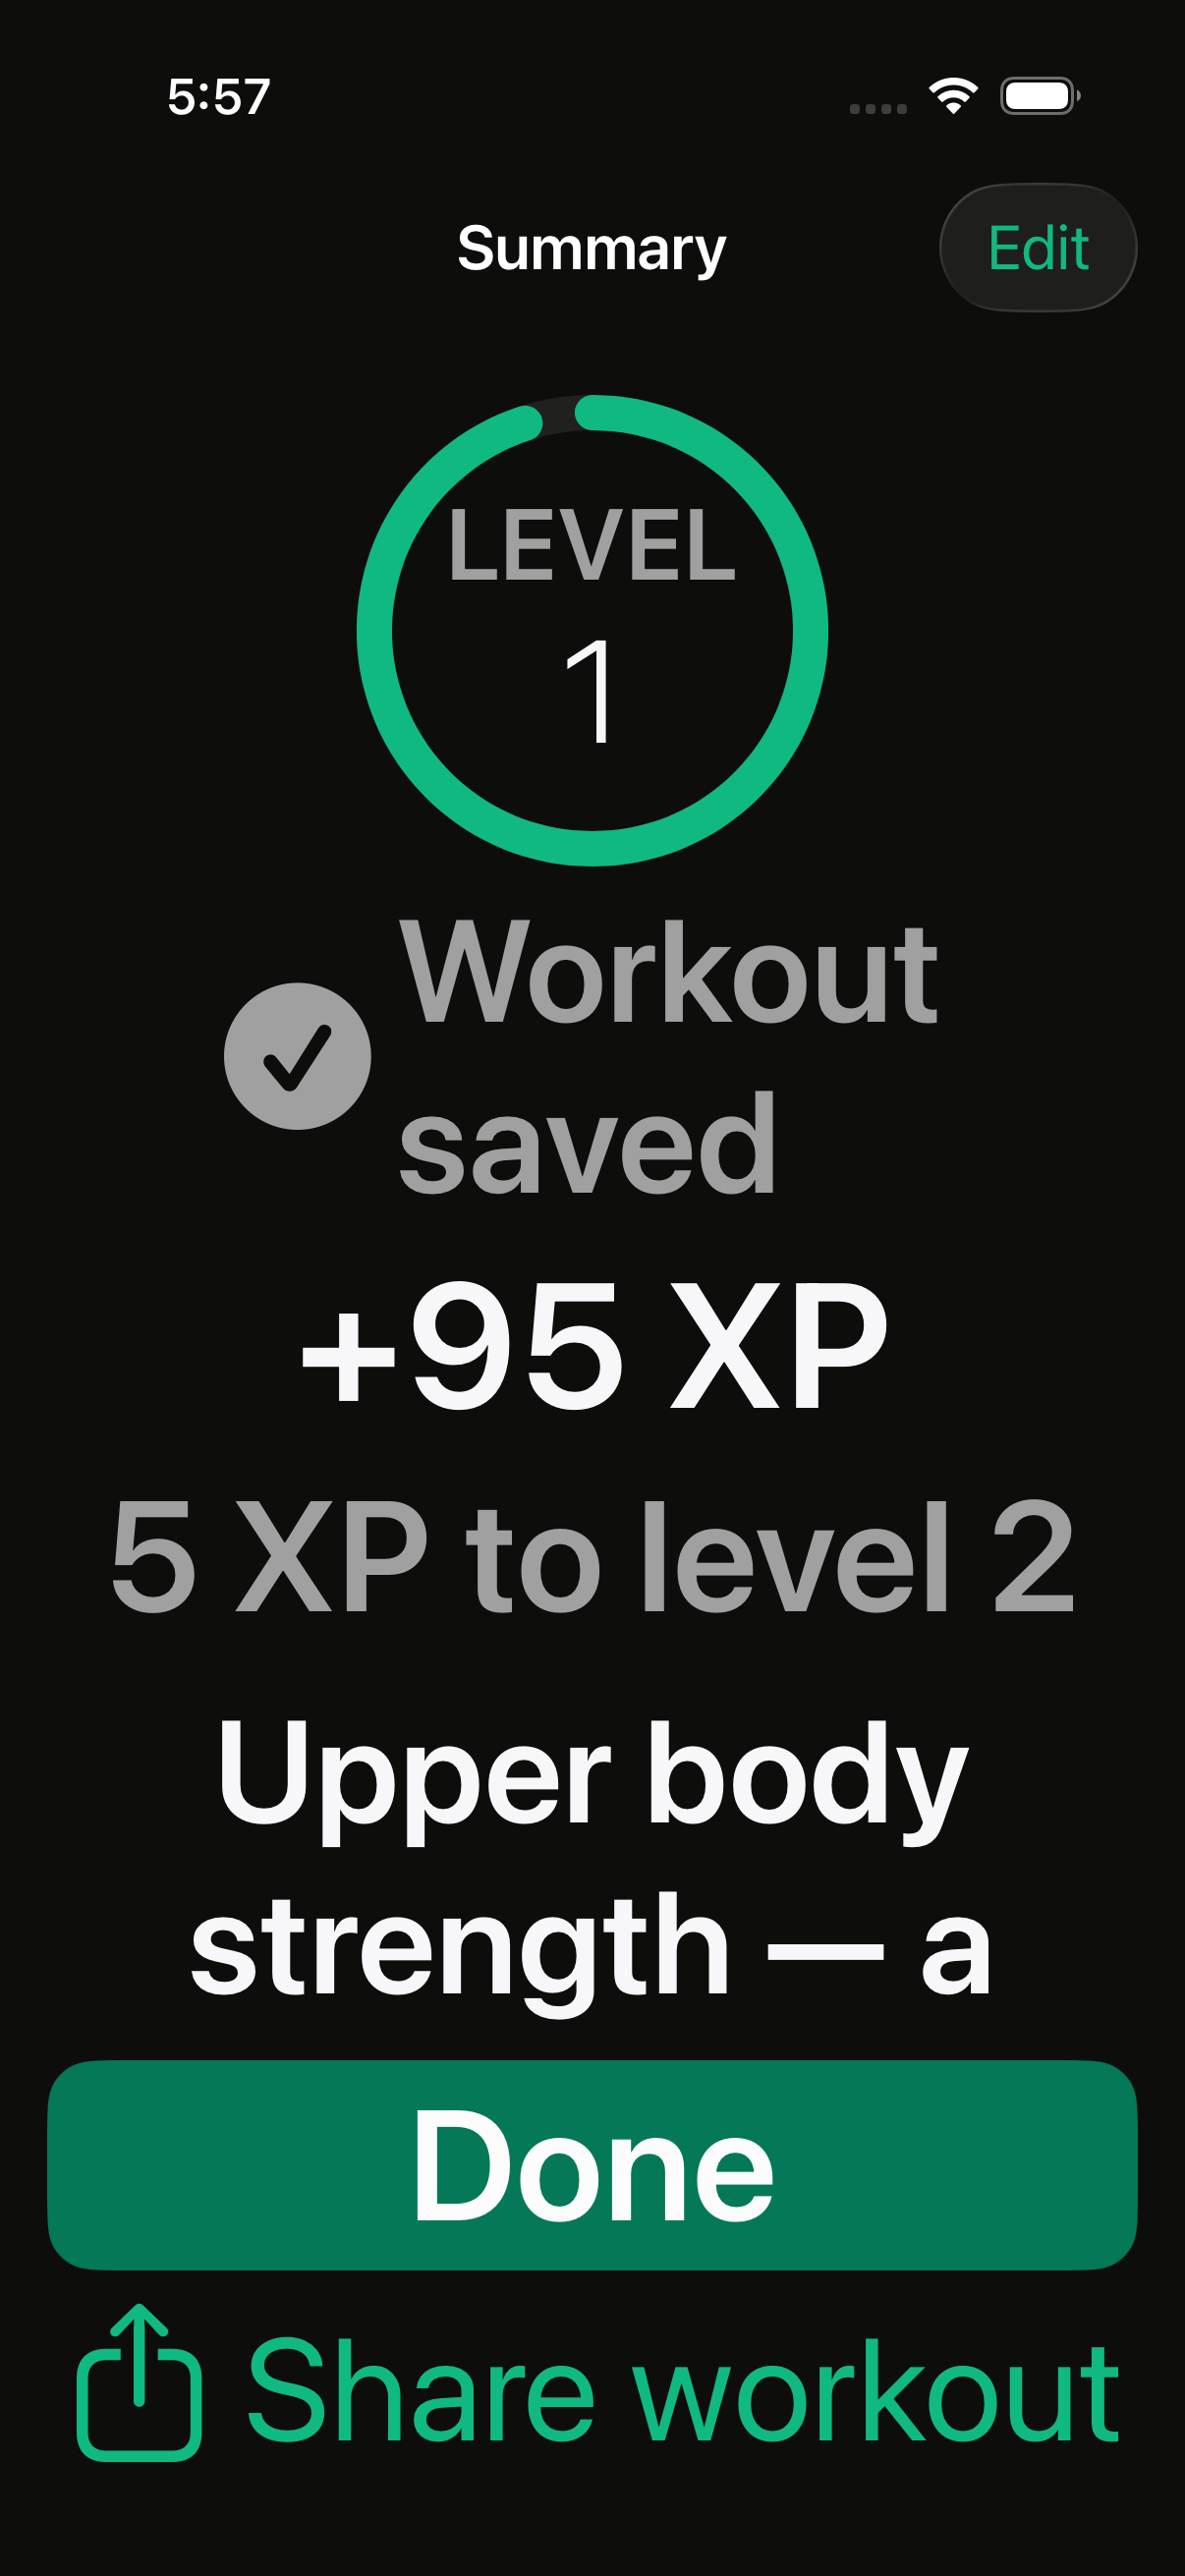 5:57
Summary
Edit
LEVEL
1
Workout
saved
+95 XP
5 XP to level 2
Upper body
strength — a
Done
Share workout